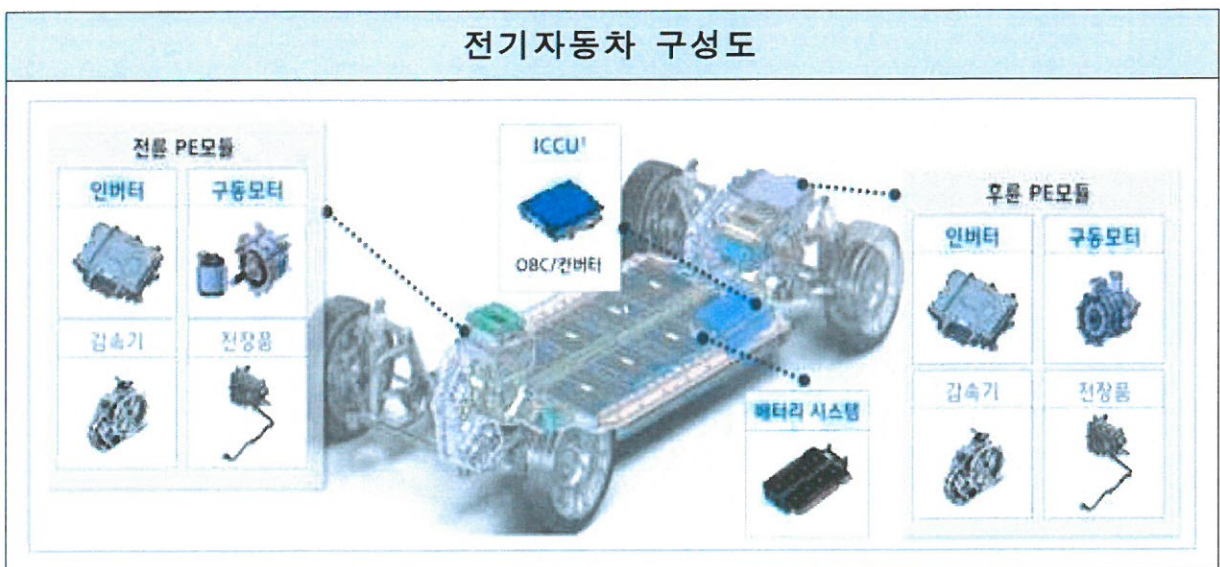 전기자동차 구성도
전륜 PE모듈
인버터 구동모터
감속기 전장품
ICCU¹
OBC/컨버터
배터리 시스템
후륜 PE모듈
인버터 구동모터
감속기 전장품